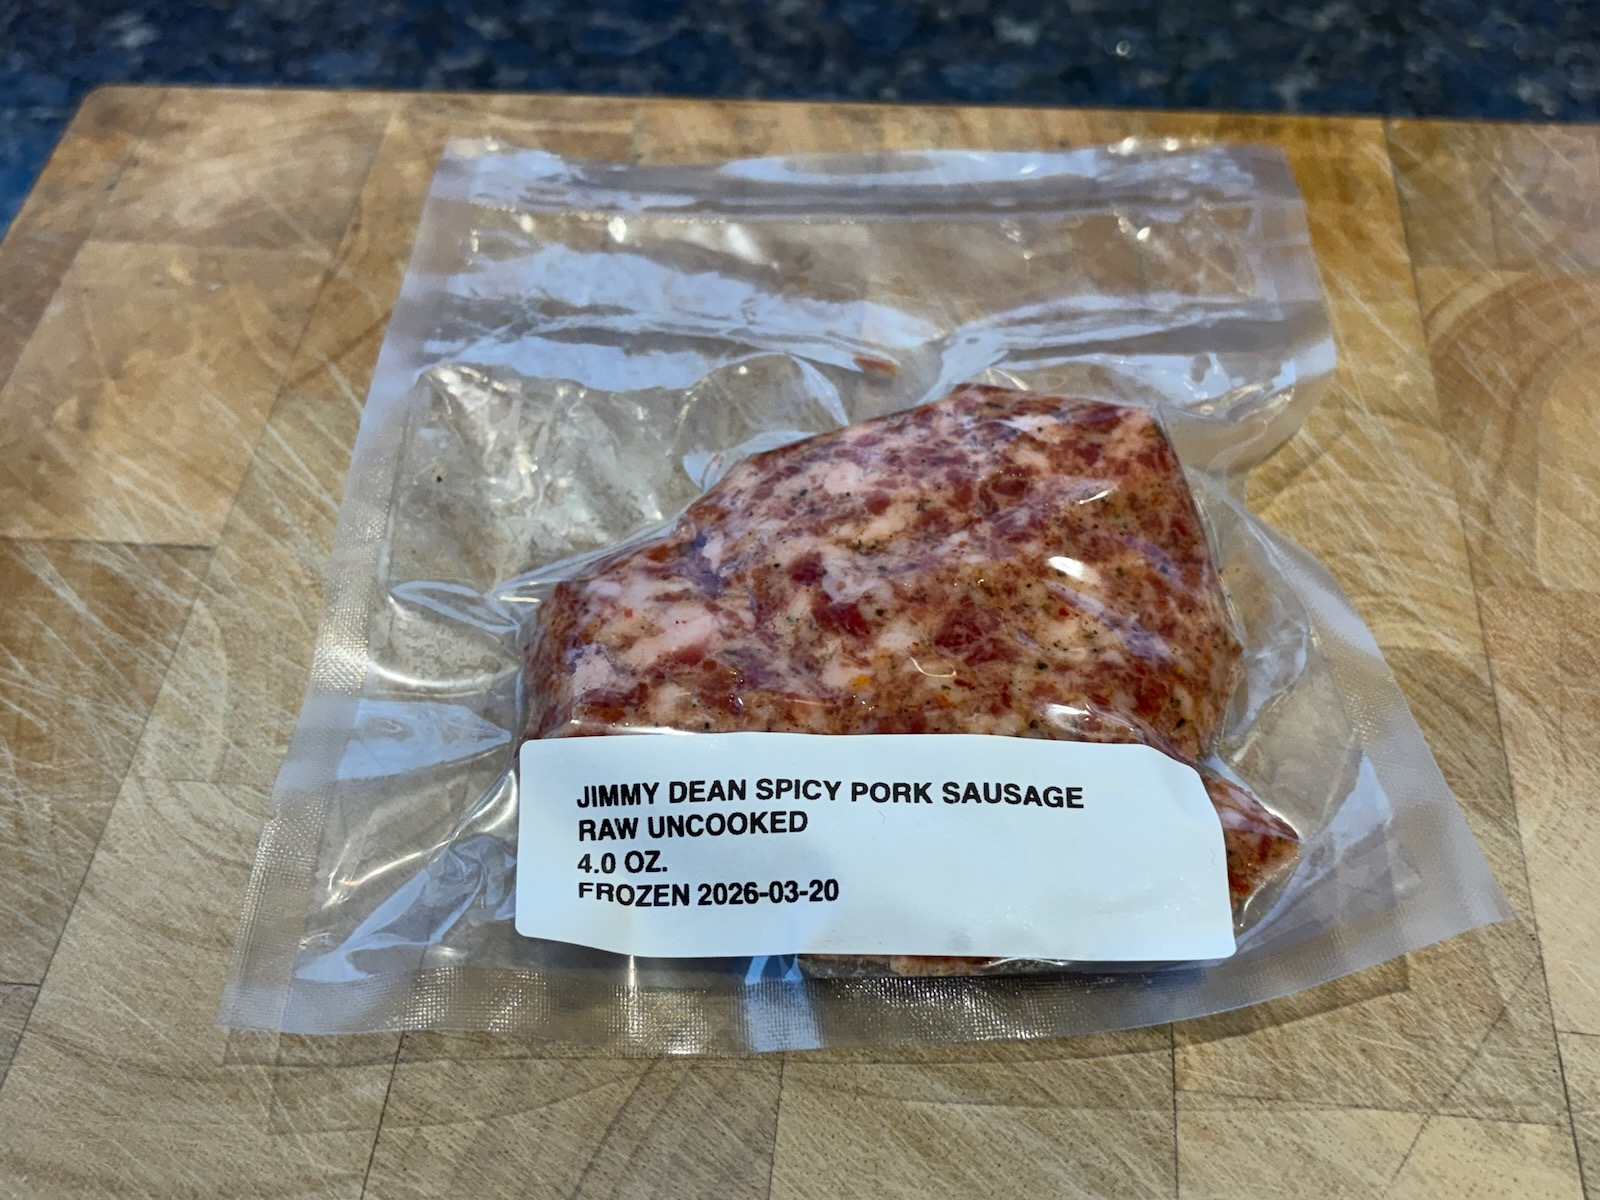 JIMMY DEAN SPICY PORK SAUSAGE
RAW UNCOOKED
4.0 OZ.
FROZEN 2026-03-20